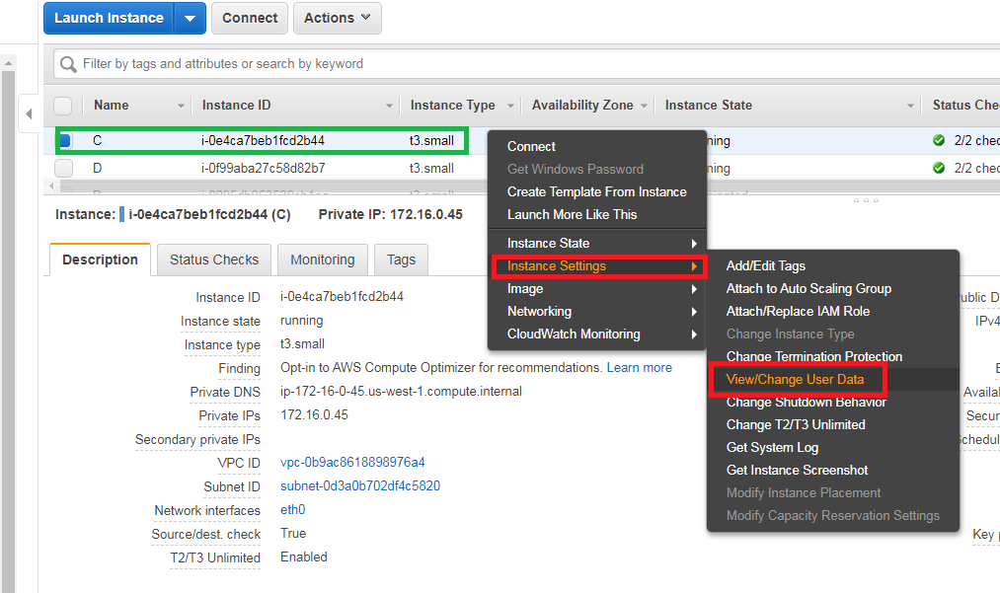 Launch Instance Connect Actions
Filter by tags and attributes or search by keyword
Name Instance ID Instance Type Availability Zone Instance State Status Che
C i-0e4ca7beb1fcd2b44 t3.small ning 2/2 chec
D i-0f99aba27c58d82b7 t3.small ning 2/2 chec
Instance: i-0e4ca7beb1fcd2b44 (C) Private IP: 172.16.0.45
Description Status Checks Monitoring Tags
Instance ID i-0e4ca7beb1fcd2b44
Instance state running
Instance type t3.small
Finding Opt-in to AWS Compute Optimizer for recommendations. Learn more
Private DNS ip-172-16-0-45.us-west-1.compute.internal
Private IPs 172.16.0.45
Secondary private IPs
VPC ID vpc-0b9ac8618898976a4
Subnet ID subnet-0d3a0b702df4c5820
Network interfaces eth0
Source/dest. check True
T2/T3 Unlimited Enabled
Connect
Get Windows Password
Create Template From Instance
Launch More Like This
Instance State
Instance Settings
Image
Networking
CloudWatch Monitoring
Add/Edit Tags
Attach to Auto Scaling Group
Attach/Replace IAM Role
Change Instance Type
Change Termination Protection
View/Change User Data
Change Shutdown Behavior
Change T2/T3 Unlimited
Get System Log
Get Instance Screenshot
Modify Instance Placement
Modify Capacity Reservation Settings
ublic D
IPv4
Availa
Secur
chedul
Key